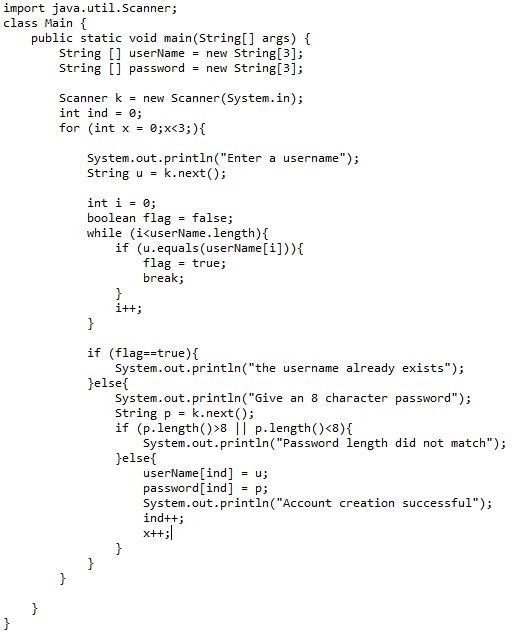 import java.util.Scanner;
class Main {
    public static void main(String[] args) {
        String [] userName = new String[3];
        String [] password = new String[3];

        Scanner k = new Scanner(System.in);
        int ind = 0;
        for (int x = 0;x<3;){

            System.out.println("Enter a username");
            String u = k.next();

            int i = 0;
            boolean flag = false;
            while (i<userName.length){
                if (u.equals(userName[i])){
                    flag = true;
                    break;
                }
                i++;
            }

            if (flag==true){
                System.out.println("the username already exists");
            }else{
                System.out.println("Give an 8 character password");
                String p = k.next();
                if (p.length()>8 || p.length()<8){
                    System.out.println("Password length did not match");
                }else{
                    userName[ind] = u;
                    password[ind] = p;
                    System.out.println("Account creation successful");
                    ind++;
                    x++;
                }
            }
        }

    }
}